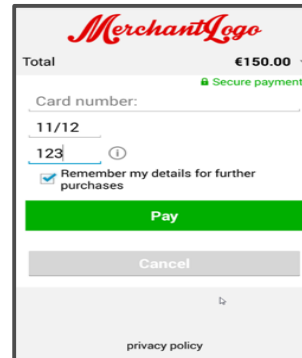 MerchantLogo
Total €150.00
Secure payment
Card number:
11/12
123
Remember my details for further
purchases
Pay
Cancel
privacy policy